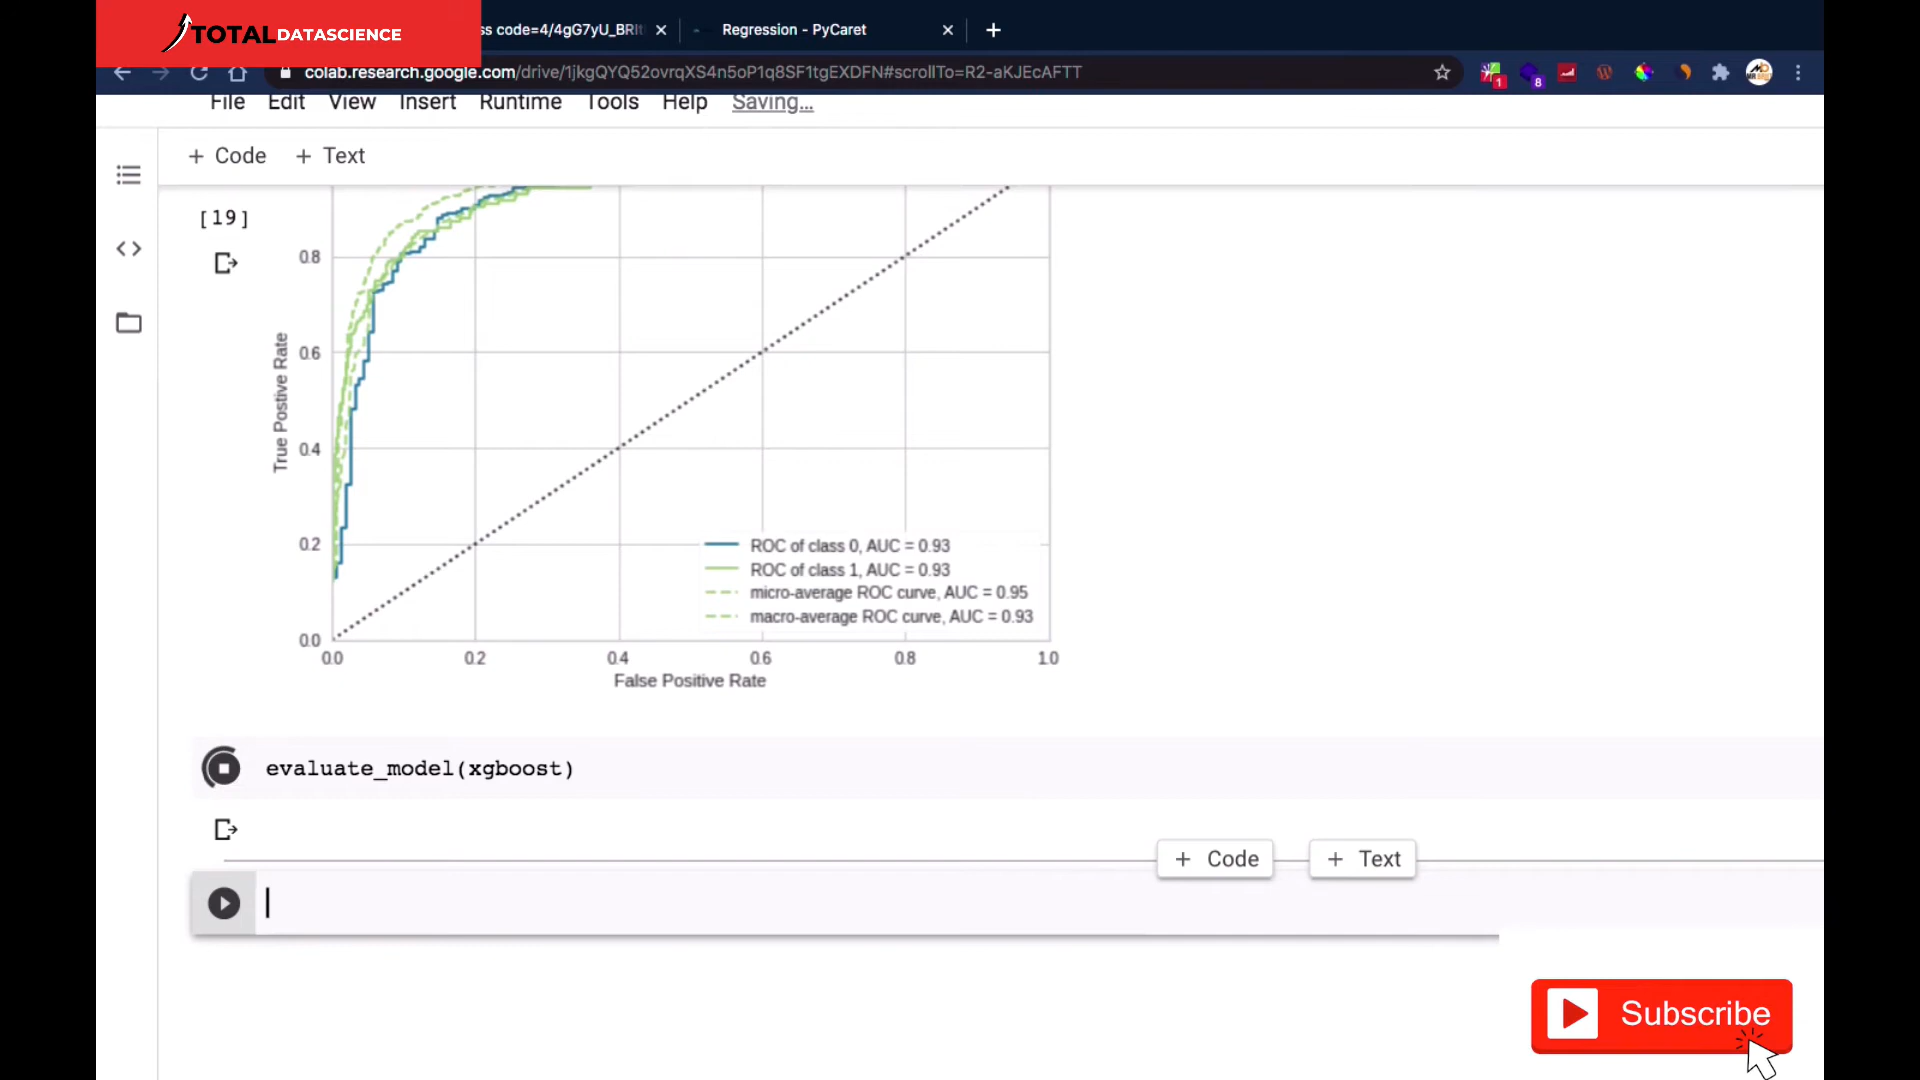 TOTAL DATASCIENCE
ss code=4/4gG7yU_BRIt
Regression - PyCaret
colab.research.google.com/drive/1jkgQYQ52ovrqXS4n5oP1q8SF1tgEXDFN#scrollTo=R2-aKJEcAFTT
1
8
File Edit View Insert Runtime Tools Help Saving...
+ Code + Text
[19]
0.8
0.6
0.4
0.2
0.0
True Postive Rate
ROC of class 0, AUC = 0.93
ROC of class 1, AUC = 0.93
micro-average ROC curve, AUC = 0.95
macro-average ROC curve, AUC = 0.93
0.0 0.2 0.4 0.6 0.8 1.0
False Positive Rate
evaluate_model(xgboost)
+ Code + Text
Subscribe